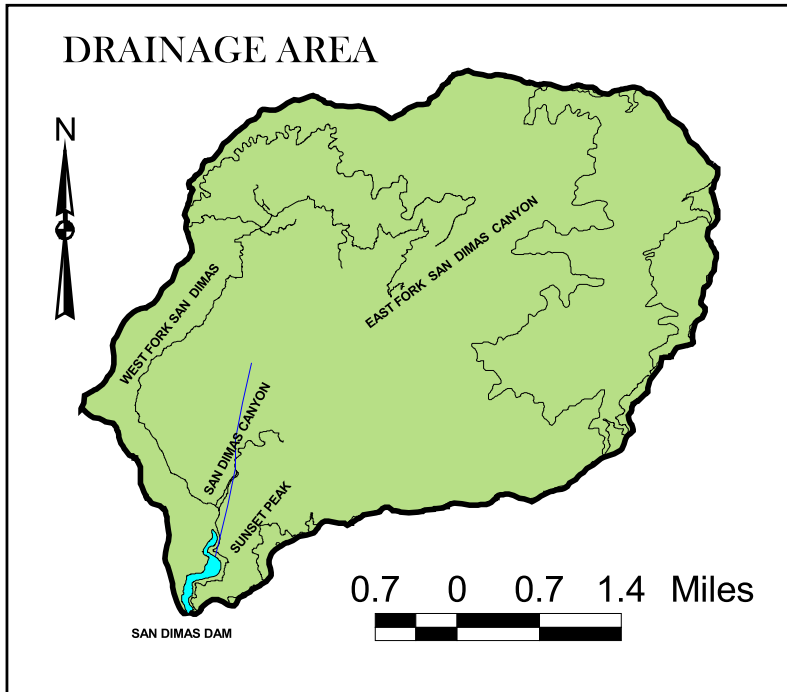 DRAINAGE AREA
N
EAST FORK SAN DIMAS CANYON
WEST FORK SAN DIMAS
SAN DIMAS CANYON
SUNSET PEAK
0.7 0 0.7 1.4 Miles
SAN DIMAS DAM